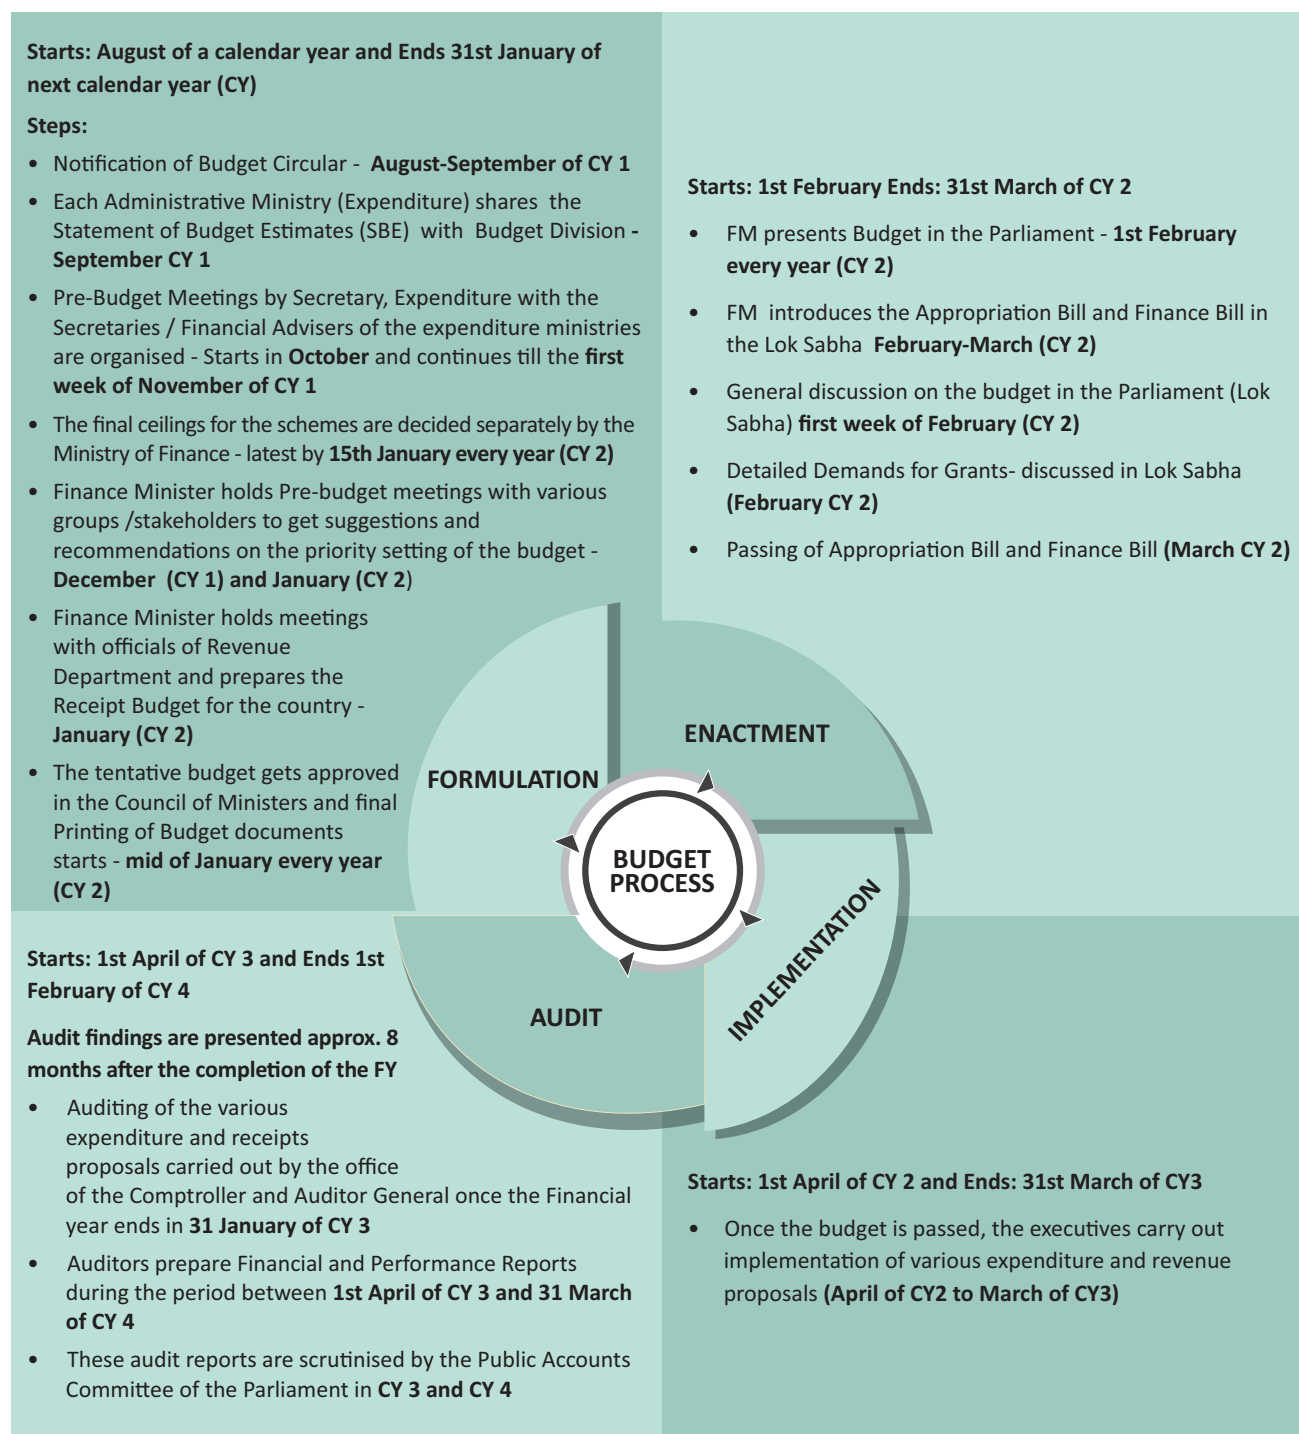 Starts: August of a calendar year and Ends 31st January of
next calendar year (CY)
Steps:
• Notification of Budget Circular - August-September of CY 1
• Each Administrative Ministry (Expenditure) shares the
Statement of Budget Estimates (SBE) with Budget Division -
September CY 1
• Pre-Budget Meetings by Secretary, Expenditure with the
Secretaries / Financial Advisers of the expenditure ministries
are organised - Starts in October and continues till the first
week of November of CY 1
• The final ceilings for the schemes are decided separately by the
Ministry of Finance - latest by 15th January every year (CY 2)
• Finance Minister holds Pre-budget meetings with various
groups /stakeholders to get suggestions and
recommendations on the priority setting of the budget -
December (CY 1) and January (CY 2)
• Finance Minister holds meetings
with officials of Revenue
Department and prepares the
Receipt Budget for the country -
January (CY 2)
• The tentative budget gets approved
in the Council of Ministers and final
Printing of Budget documents
starts - mid of January every year
(CY 2)
Starts: 1st February Ends: 31st March of CY 2
• FM presents Budget in the Parliament - 1st February
every year (CY 2)
• FM introduces the Appropriation Bill and Finance Bill in
the Lok Sabha February-March (CY 2)
• General discussion on the budget in the Parliament (Lok
Sabha) first week of February (CY 2)
• Detailed Demands for Grants- discussed in Lok Sabha
(February CY 2)
• Passing of Appropriation Bill and Finance Bill (March CY 2)
FORMULATION
ENACTMENT
BUDGET
PROCESS
IMPLEMENTATION
AUDIT
Starts: 1st April of CY 3 and Ends 1st
February of CY 4
Audit findings are presented approx. 8
months after the completion of the FY
• Auditing of the various
expenditure and receipts
proposals carried out by the office
of the Comptroller and Auditor General once the Financial
year ends in 31 January of CY 3
• Auditors prepare Financial and Performance Reports
during the period between 1st April of CY 3 and 31 March
of CY 4
• These audit reports are scrutinised by the Public Accounts
Committee of the Parliament in CY 3 and CY 4
Starts: 1st April of CY 2 and Ends: 31st March of CY3
• Once the budget is passed, the executives carry out
implementation of various expenditure and revenue
proposals (April of CY2 to March of CY3)